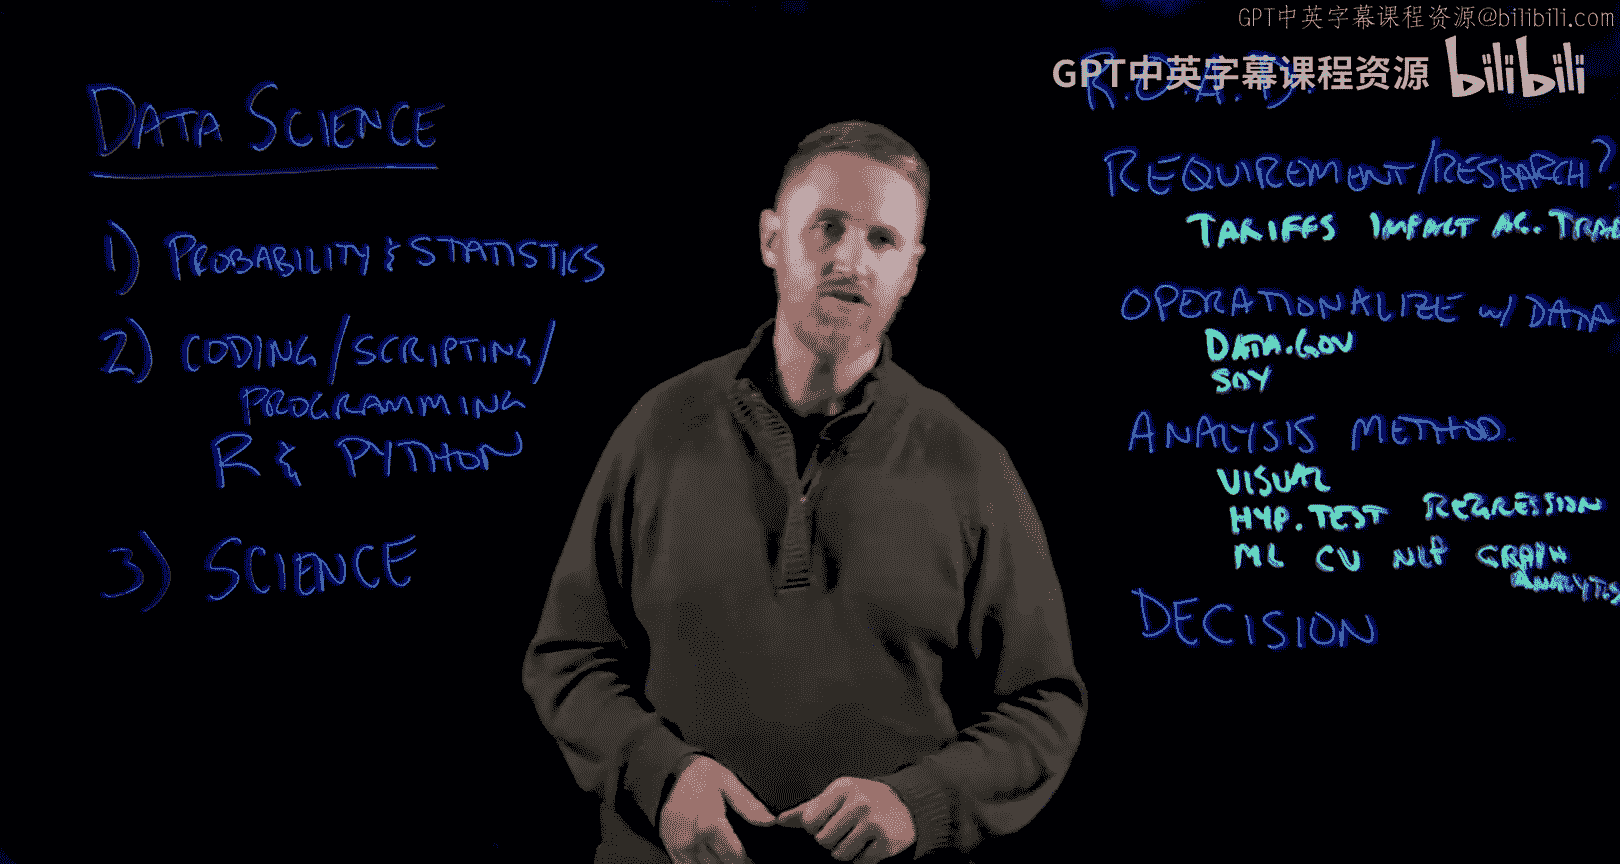 GPT中英字幕课程资源@bilibili.com
GPT中英字幕课程资源 bilibili
DATA SCIENCE
1) PROBABILITY & STATISTICS
2) CODING/SCRIPTING/
PROGRAMMING
R & PYTHON
3) SCIENCE
R.O.A.D.
REQUIREMENT/RESEARCH?
TARIFFS IMPACT AG. TRAD
OPERATIONALIZE w/ DATA
DATA.GOV
SOY
ANALYSIS METHOD.
VISUAL
HYP. TEST REGRESSION
ML CV NLP GRAPH
ANALYTICS
DECISION